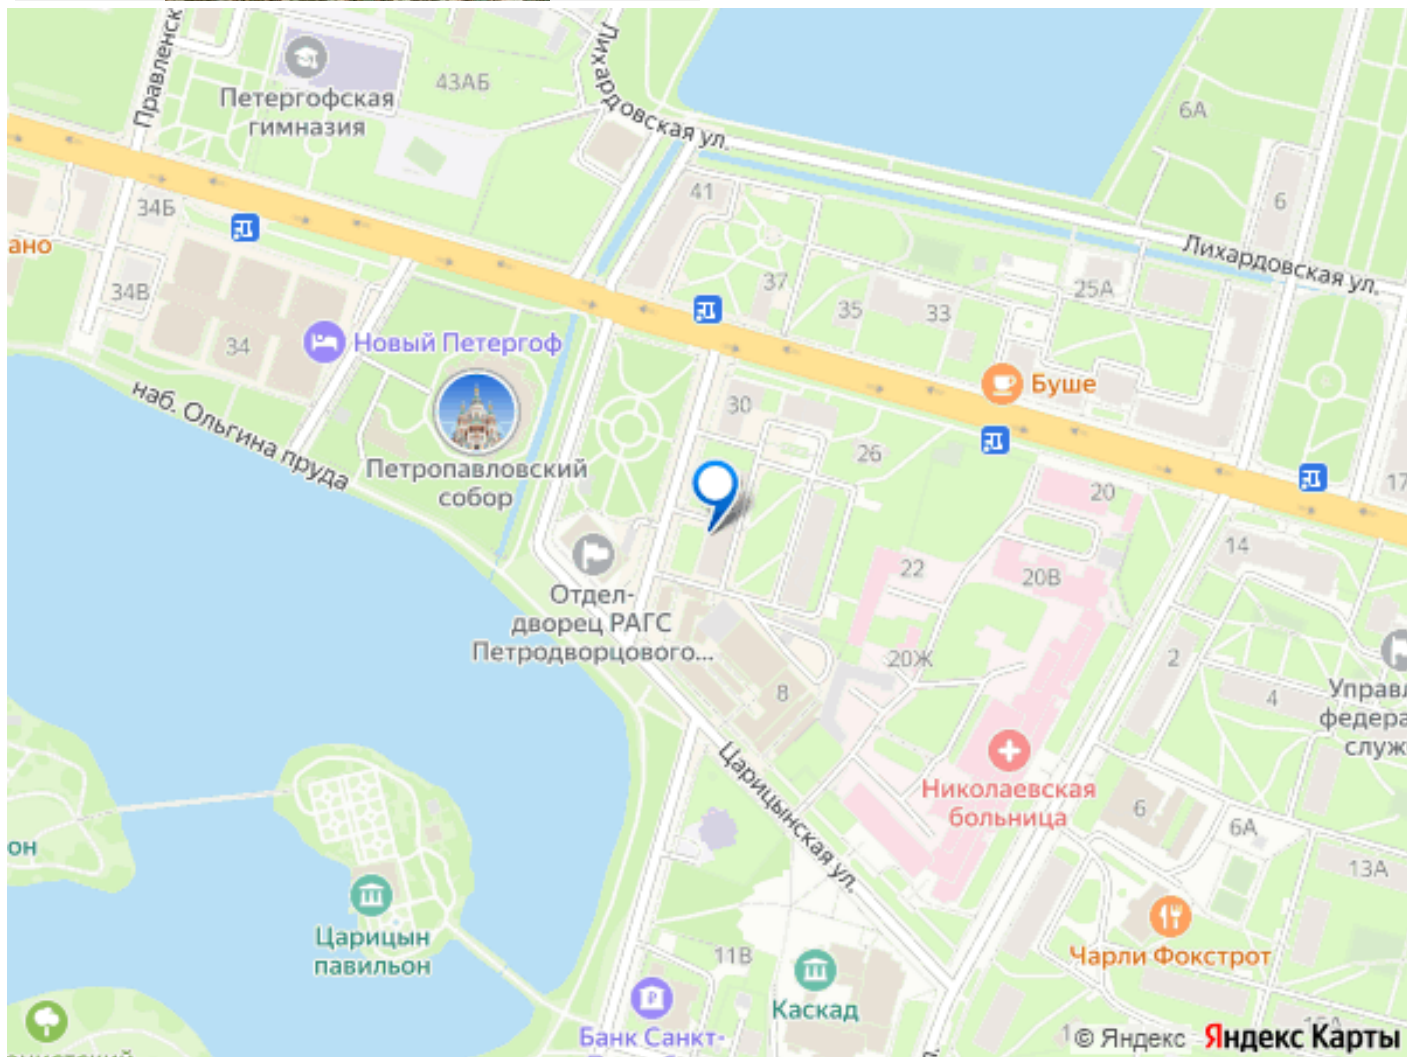 Правленск
Петергофская
гимназия
43АБ
Лихардовская ул.
6А
34Б
41
6
ано
Лихардовская ул.
34В
37
25А
35
33
34
Новый Петергоф
Буше
наб. Ольгина пруда
30
26
Петропавловский
собор
20
17
14
22
20В
Отдел-
дворец РАГС
Петродворцового...
20Ж
2
8
4
Управл
федера
служ
Царицынская ул.
Николаевская
больница
6
6А
он
13А
Царицын
павильон
11В
Чарли Фокстрот
Каскад
Банк Санкт-
© Яндекс Яндекс Карты